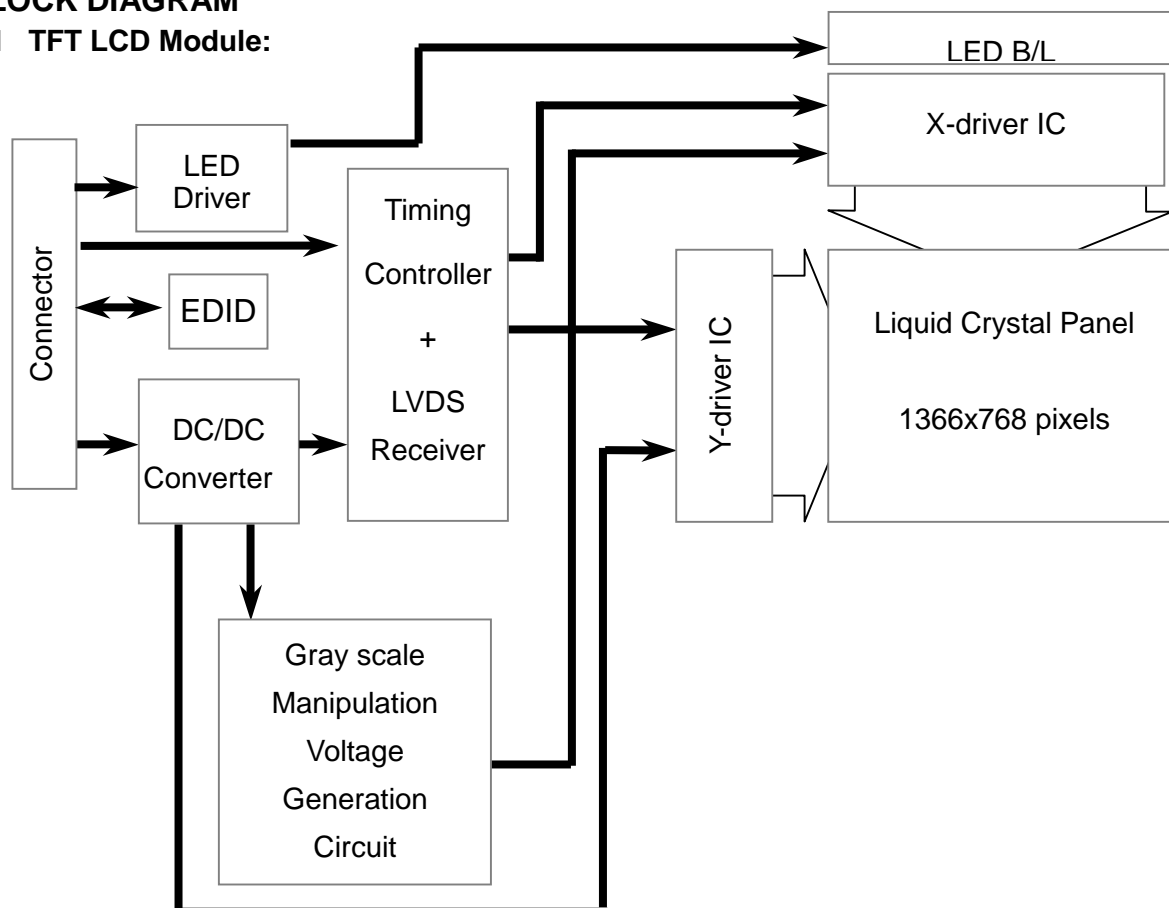 TFT LCD Module:
LED B/L
X-driver IC
LED
Driver
Timing
Controller
+
LVDS
Receiver
Connector
EDID
DC/DC
Converter
Y-driver IC
Liquid Crystal Panel
1366x768 pixels
Gray scale
Manipulation
Voltage
Generation
Circuit